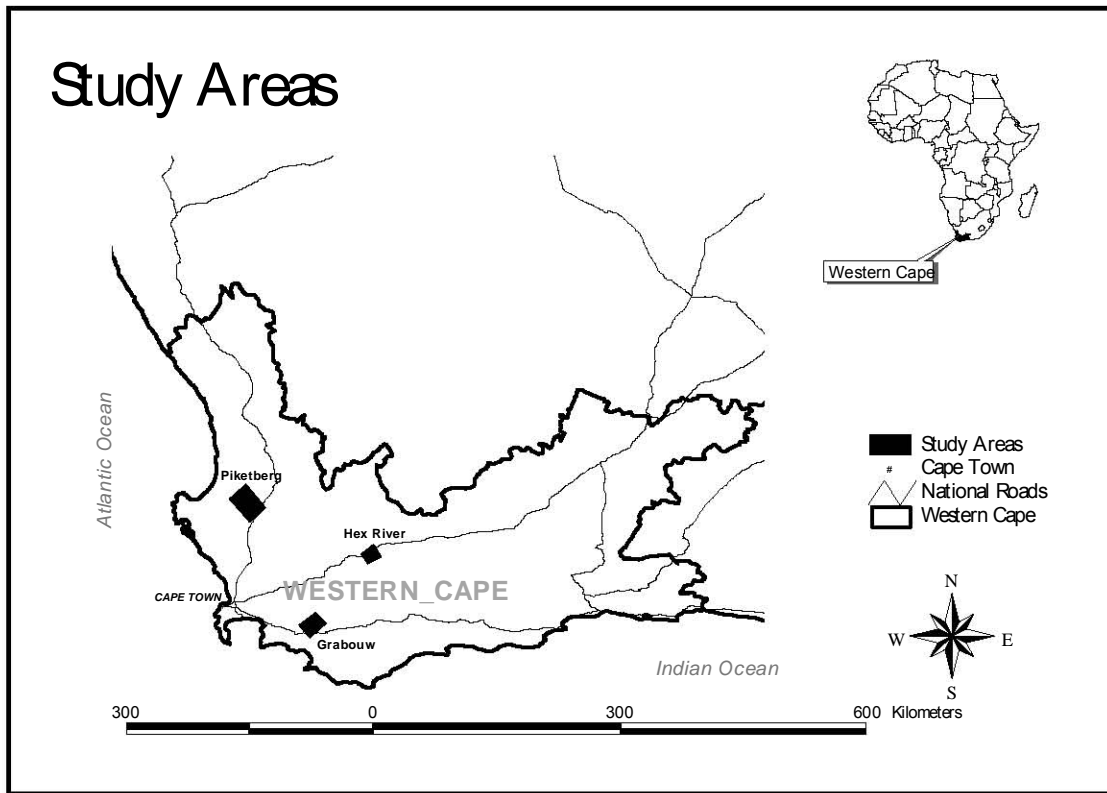 Study Areas
Western Cape
Atlantic Ocean
Piketberg
Hex River
WESTERN_CAPE
CAPE TOWN
Grabouw
Indian Ocean
Study Areas
# Cape Town
National Roads
Western Cape
N
W E
S
300 0 300 600 Kilometers